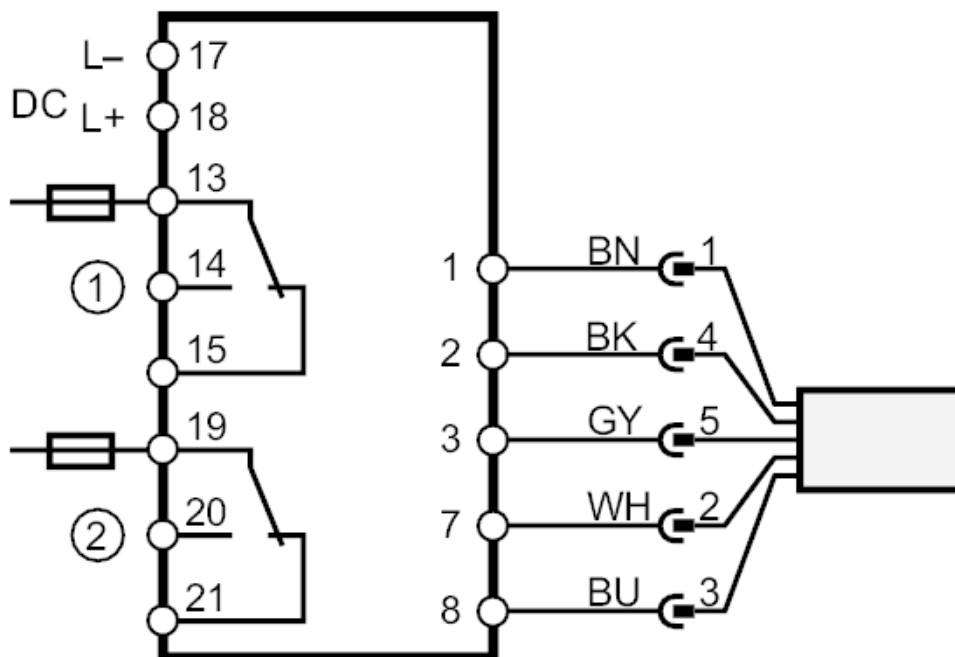 L– 17
DC L+ 18
13
① 14
15
19
② 20
21
1 BN 1
2 BK 4
3 GY 5
7 WH 2
8 BU 3